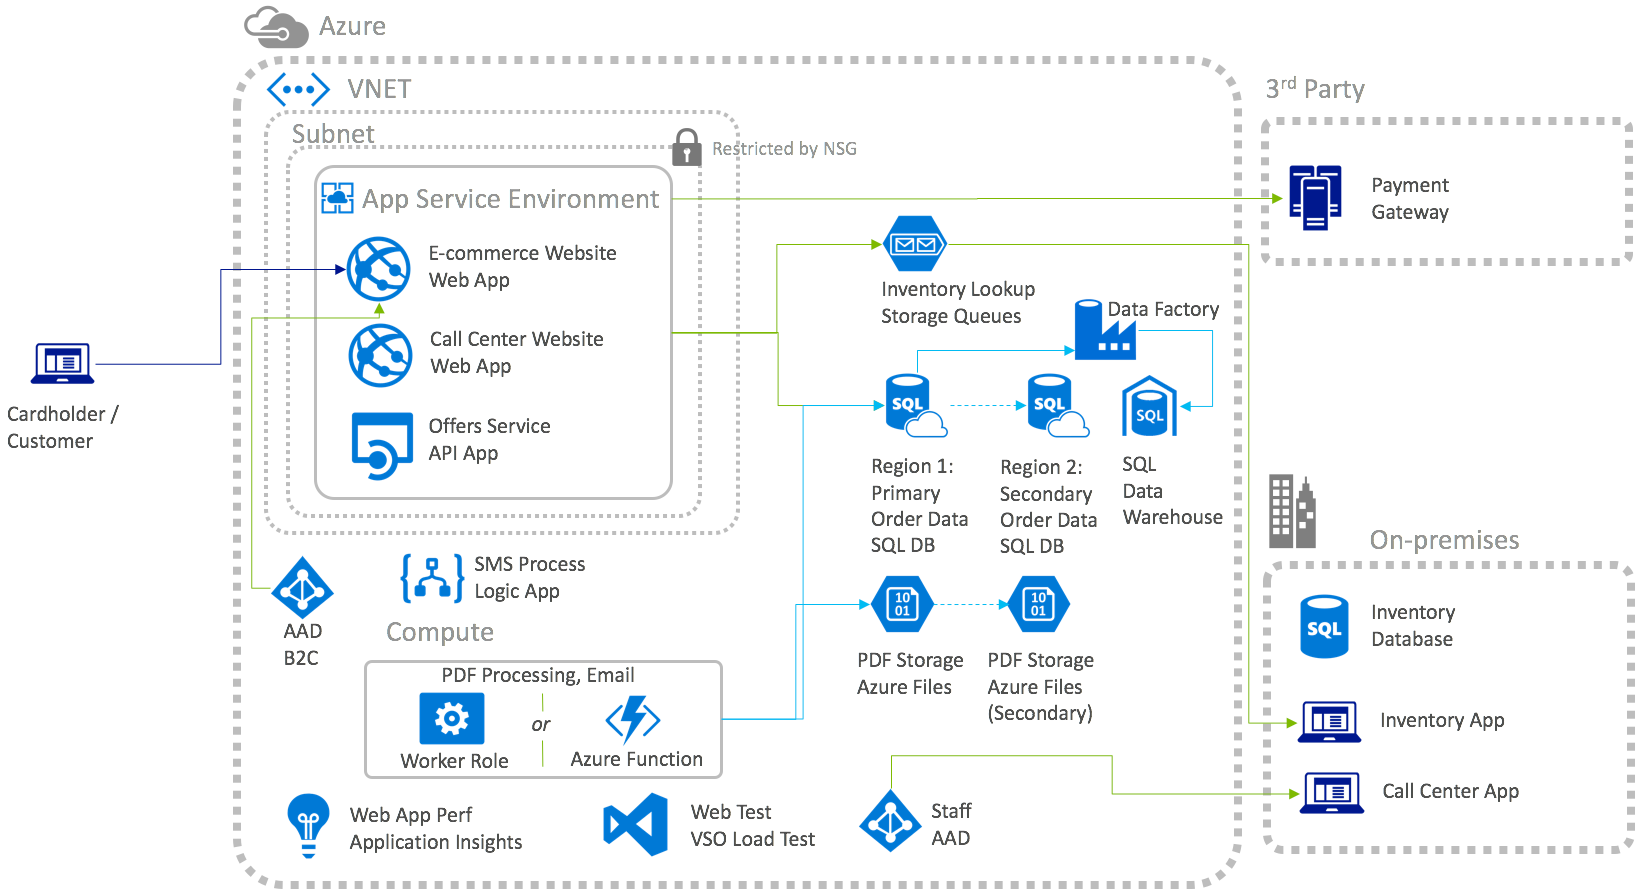 Azure
VNET
3rd Party
Subnet
Restricted by NSG
App Service Environment
Payment
Gateway
E-commerce Website
Web App
Inventory Lookup
Storage Queues
Data Factory
Call Center Website
Web App
Cardholder /
Customer
Offers Service
API App
SQL
SQL
SQL
Region 1:
Primary
Order Data
SQL DB
Region 2:
Secondary
Order Data
SQL DB
SQL
Data
Warehouse
On-premises
SMS Process
Logic App
AAD
B2C
10
01
10
01
SQL
Inventory
Database
Compute
PDF Storage
Azure Files
PDF Storage
Azure Files
(Secondary)
PDF Processing, Email
or
Worker Role
Azure Function
Inventory App
Call Center App
Web App Perf
Application Insights
Web Test
VSO Load Test
Staff
AAD